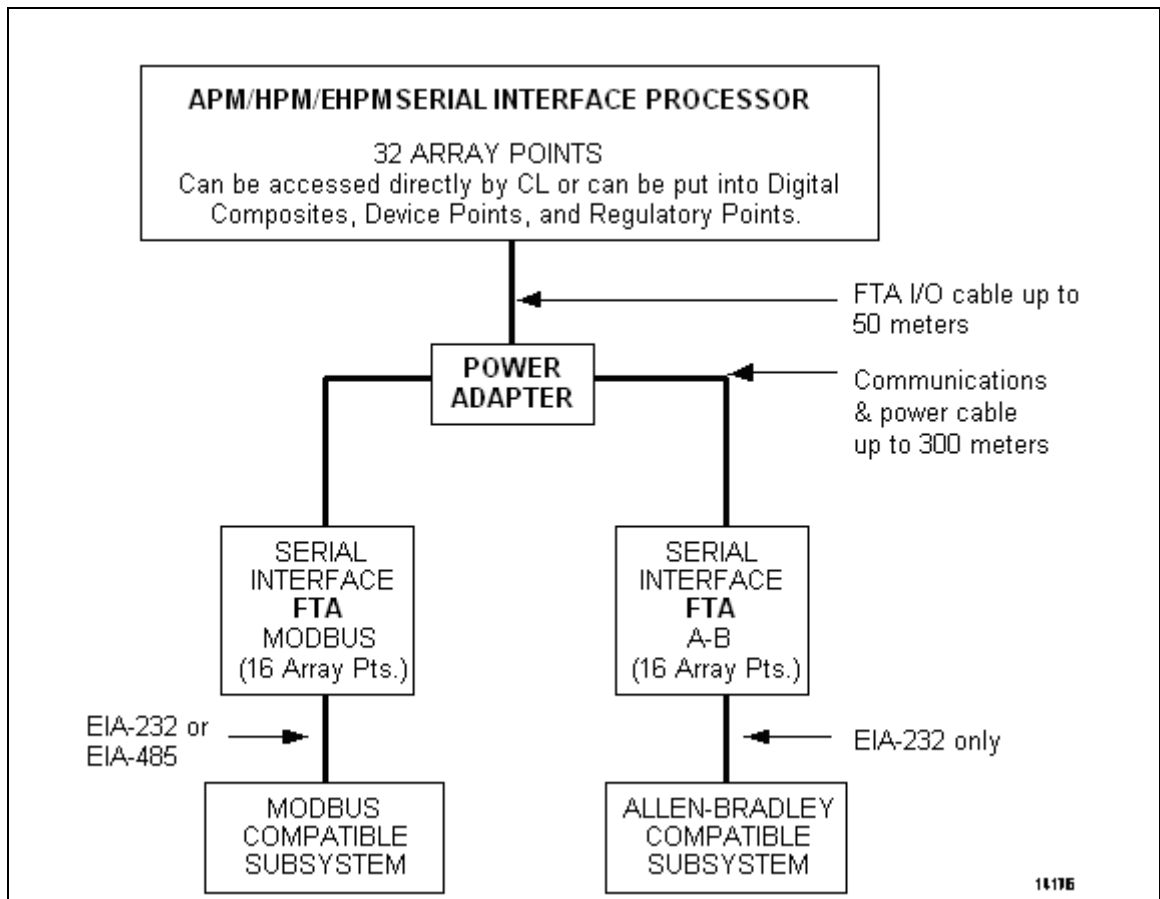 APM/HPM/EHPM SERIAL INTERFACE PROCESSOR
32 ARRAY POINTS
Can be accessed directly by CL or can be put into Digital
Composites, Device Points, and Regulatory Points.
FTA I/O cable up to
50 meters
POWER
ADAPTER
Communications
& power cable
up to 300 meters
SERIAL
INTERFACE
FTA
MODBUS
(16 Array Pts.)
SERIAL
INTERFACE
FTA
A-B
(16 Array Pts.)
EIA-232 or
EIA-485
EIA-232 only
MODBUS
COMPATIBLE
SUBSYSTEM
ALLEN-BRADLEY
COMPATIBLE
SUBSYSTEM